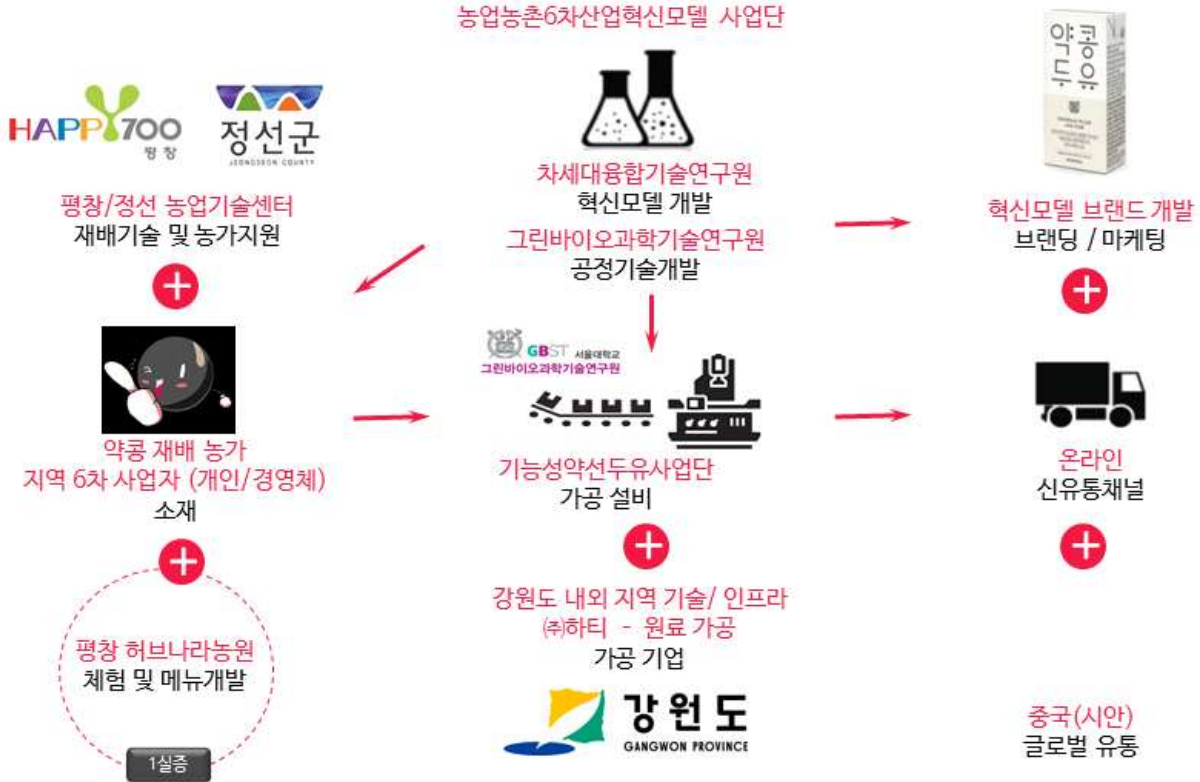 농업농촌6차산업혁신모델 사업단
HAPPY700
평창
정선군
JEONGSEON COUNTY
평창/정선 농업기술센터
재배기술 및 농가지원
약콩 재배 농가
지역 6차 사업자 (개인/경영체)
소재
평창 허브나라농원
체험 및 메뉴개발
1실증
차세대융합기술연구원
혁신모델 개발
그린바이오과학기술연구원
공정기술개발
GBST 서울대학교
그린바이오과학기술연구원
기능성약선두유사업단
가공 설비
강원도 내외 지역 기술/ 인프라
㈜하티 - 원료 가공
가공 기업
강원도
GANGWON PROVINCE
약콩
두유
혁신모델 브랜드 개발
브랜딩 / 마케팅
온라인
신유통채널
중국(시안)
글로벌 유통